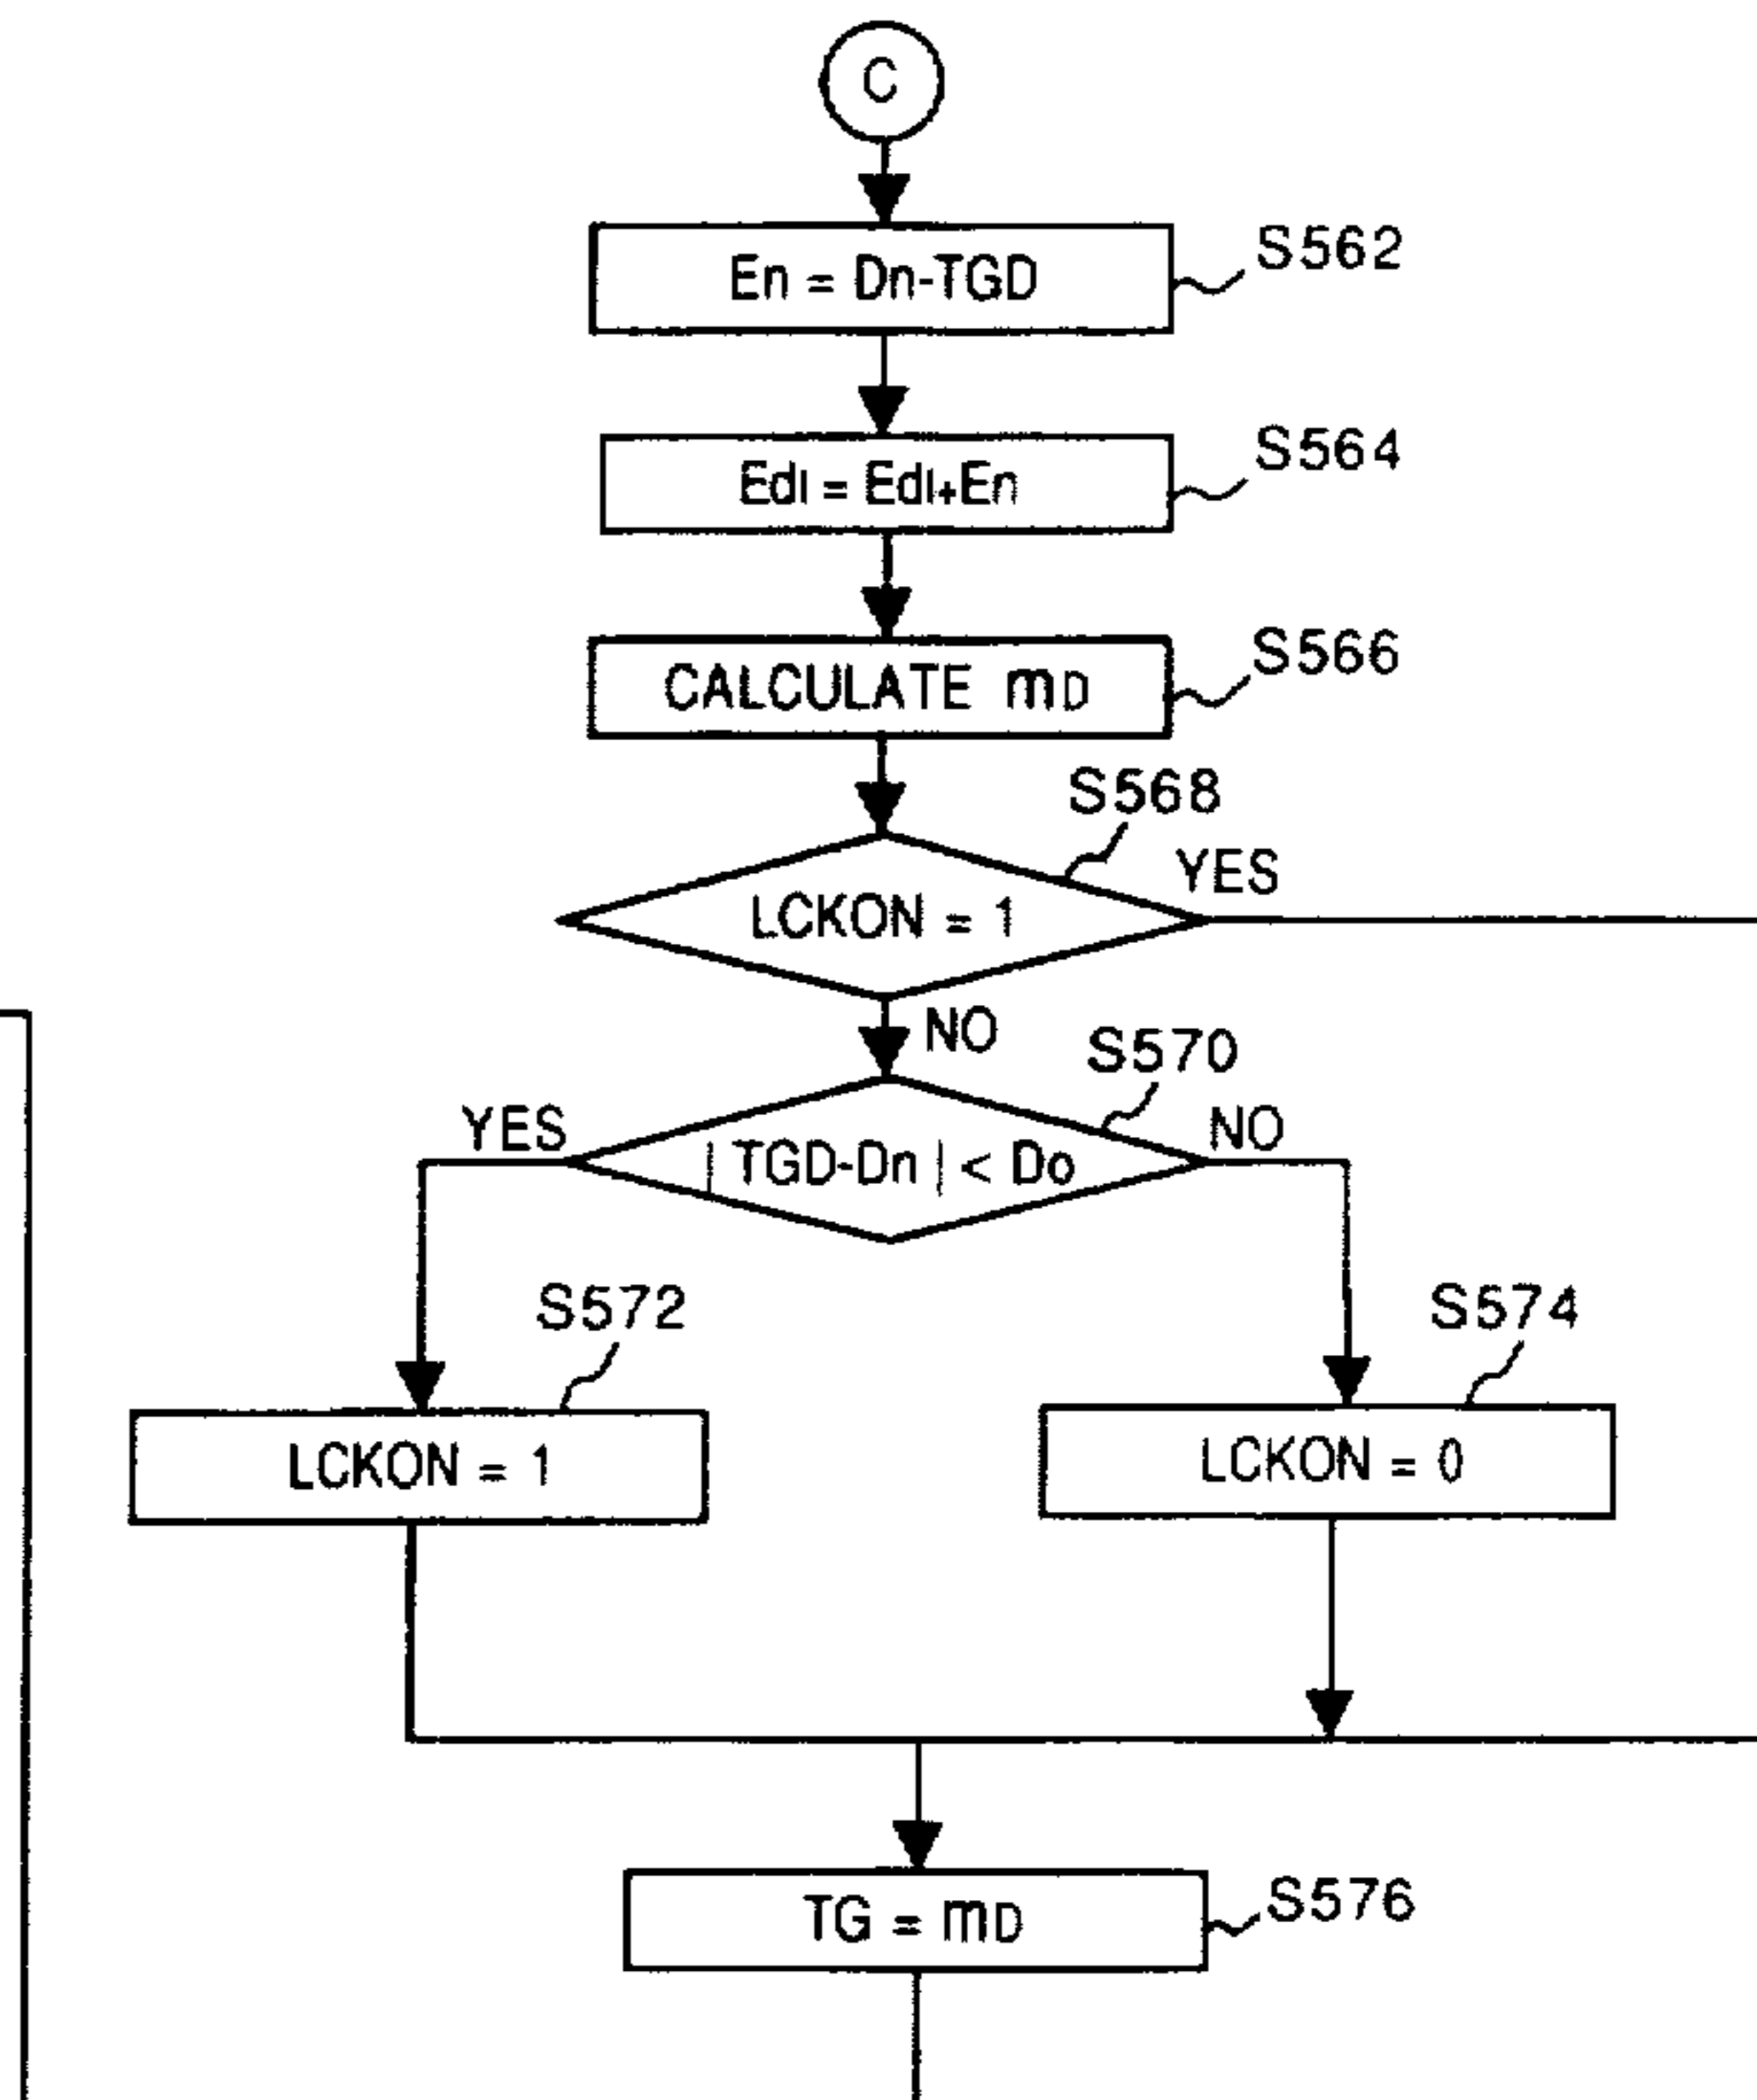 C
En = Dn-TGD
S562
EdI = EdI+En
S564
CALCULATE mD
S566
S568
YES
LCKON = 1
NO
S570
YES
NO
| TGD-Dn | < Do
S572
S574
LCKON = 1
LCKON = 0
TG = mD
S576